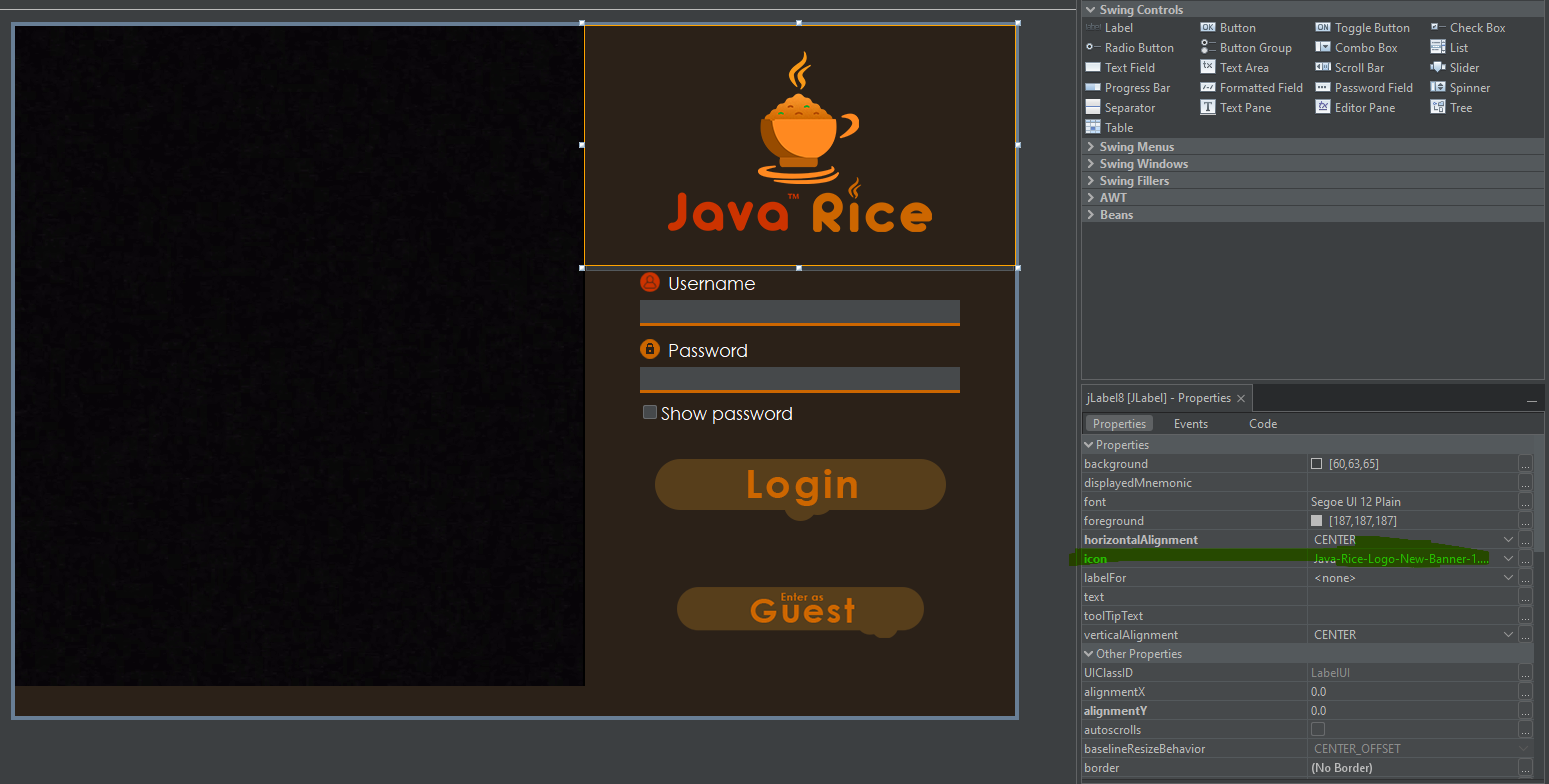 Java™ Rice
Username
Password
Show password
Login
Enter as
Guest
Swing Controls
label Label
OK Button
ON Toggle Button
Check Box
Radio Button
Button Group
Combo Box
List
Text Field
tx Text Area
Scroll Bar
Slider
Progress Bar
Formatted Field
Password Field
Spinner
Separator
T Text Pane
Editor Pane
Tree
Table
Swing Menus
Swing Windows
Swing Fillers
AWT
Beans
jLabel8 [JLabel] - Properties ×
Properties Events Code
Properties
background [60,63,65] ...
displayedMnemonic ...
font Segoe UI 12 Plain ...
foreground [187,187,187] ...
horizontalAlignment CENTER ...
icon Java-Rice-Logo-New-Banner-1.... ...
labelFor <none> ...
text ...
toolTipText ...
verticalAlignment CENTER ...
Other Properties
UIClassID LabelUI ...
alignmentX 0.0 ...
alignmentY 0.0 ...
autoscrolls ...
baselineResizeBehavior CENTER_OFFSET ...
border (No Border) ...